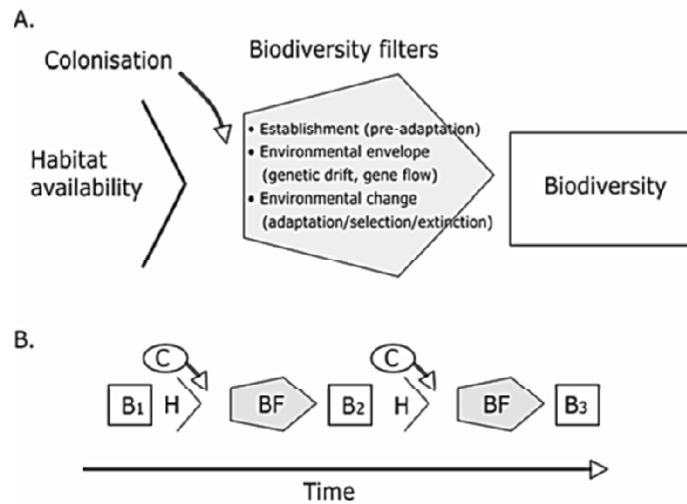 A.
Colonisation
Biodiversity filters
Habitat
availability
• Establishment (pre-adaptation)
• Environmental envelope
(genetic drift, gene flow)
• Environmental change
(adaptation/selection/extinction)
Biodiversity
B.
C
C
B1 H BF B2 H BF B3
Time